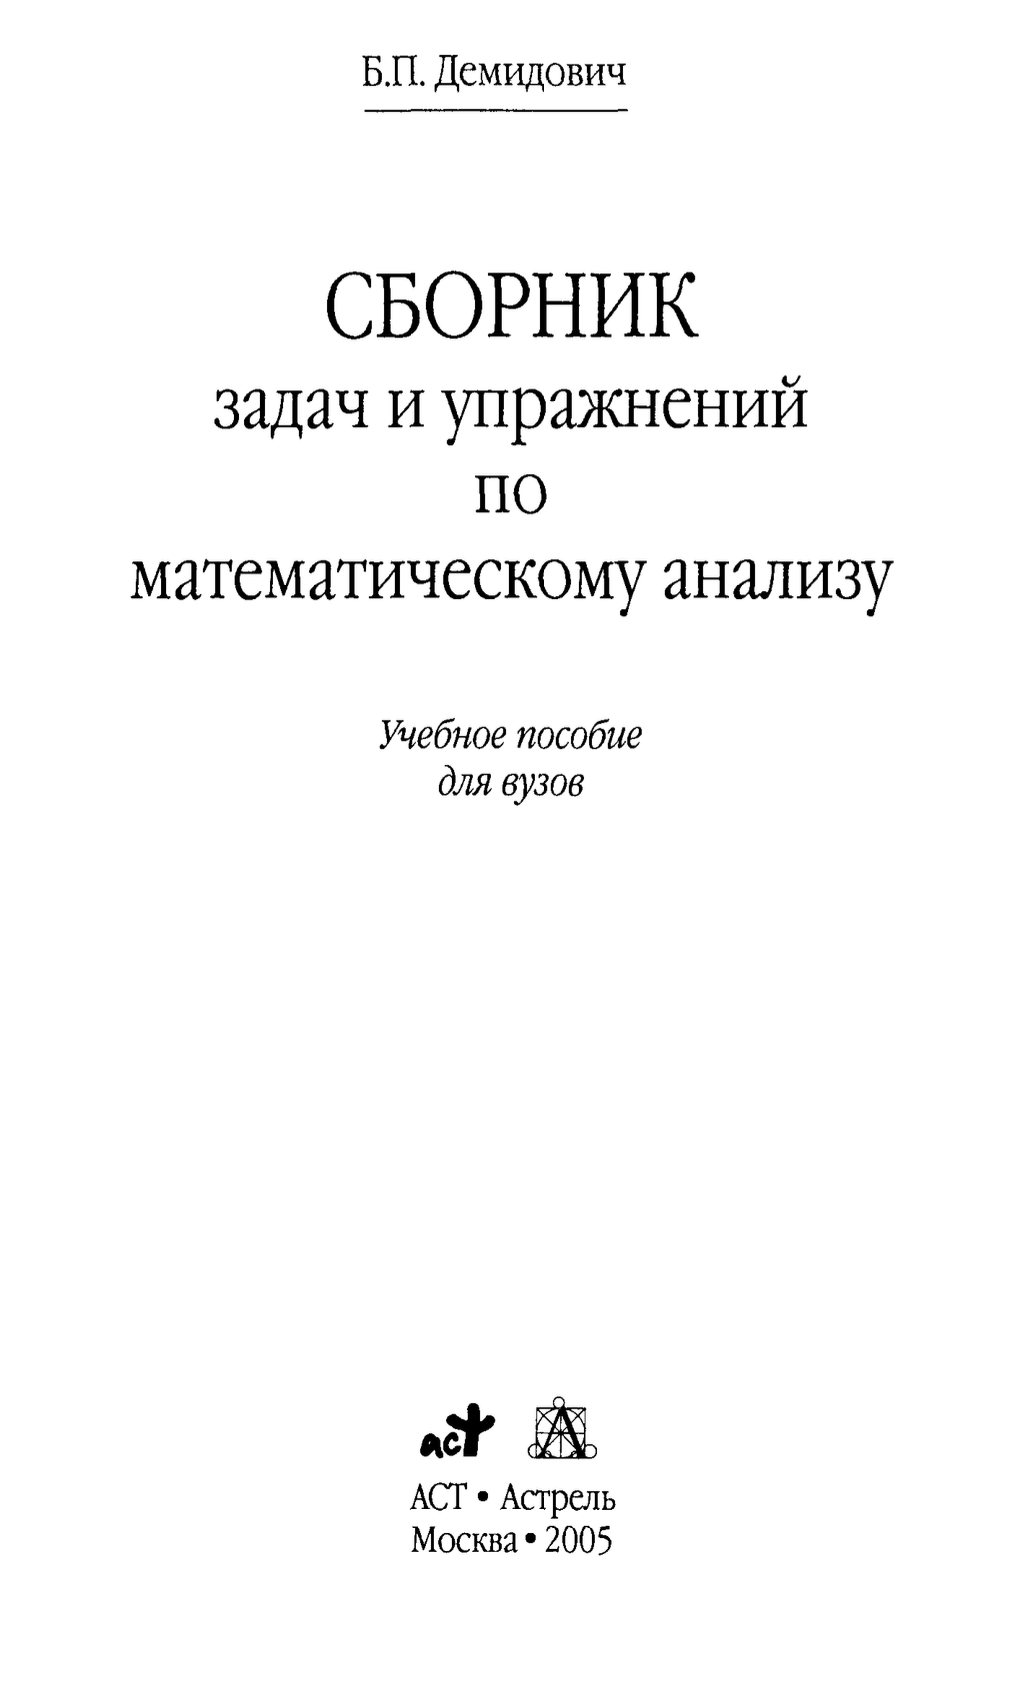 Б.П. Демидович
СБОРНИК
задач и упражнений
по
математическому анализу
Учебное пособие
для вузов
аст А
АСТ • Астрель
Москва • 2005